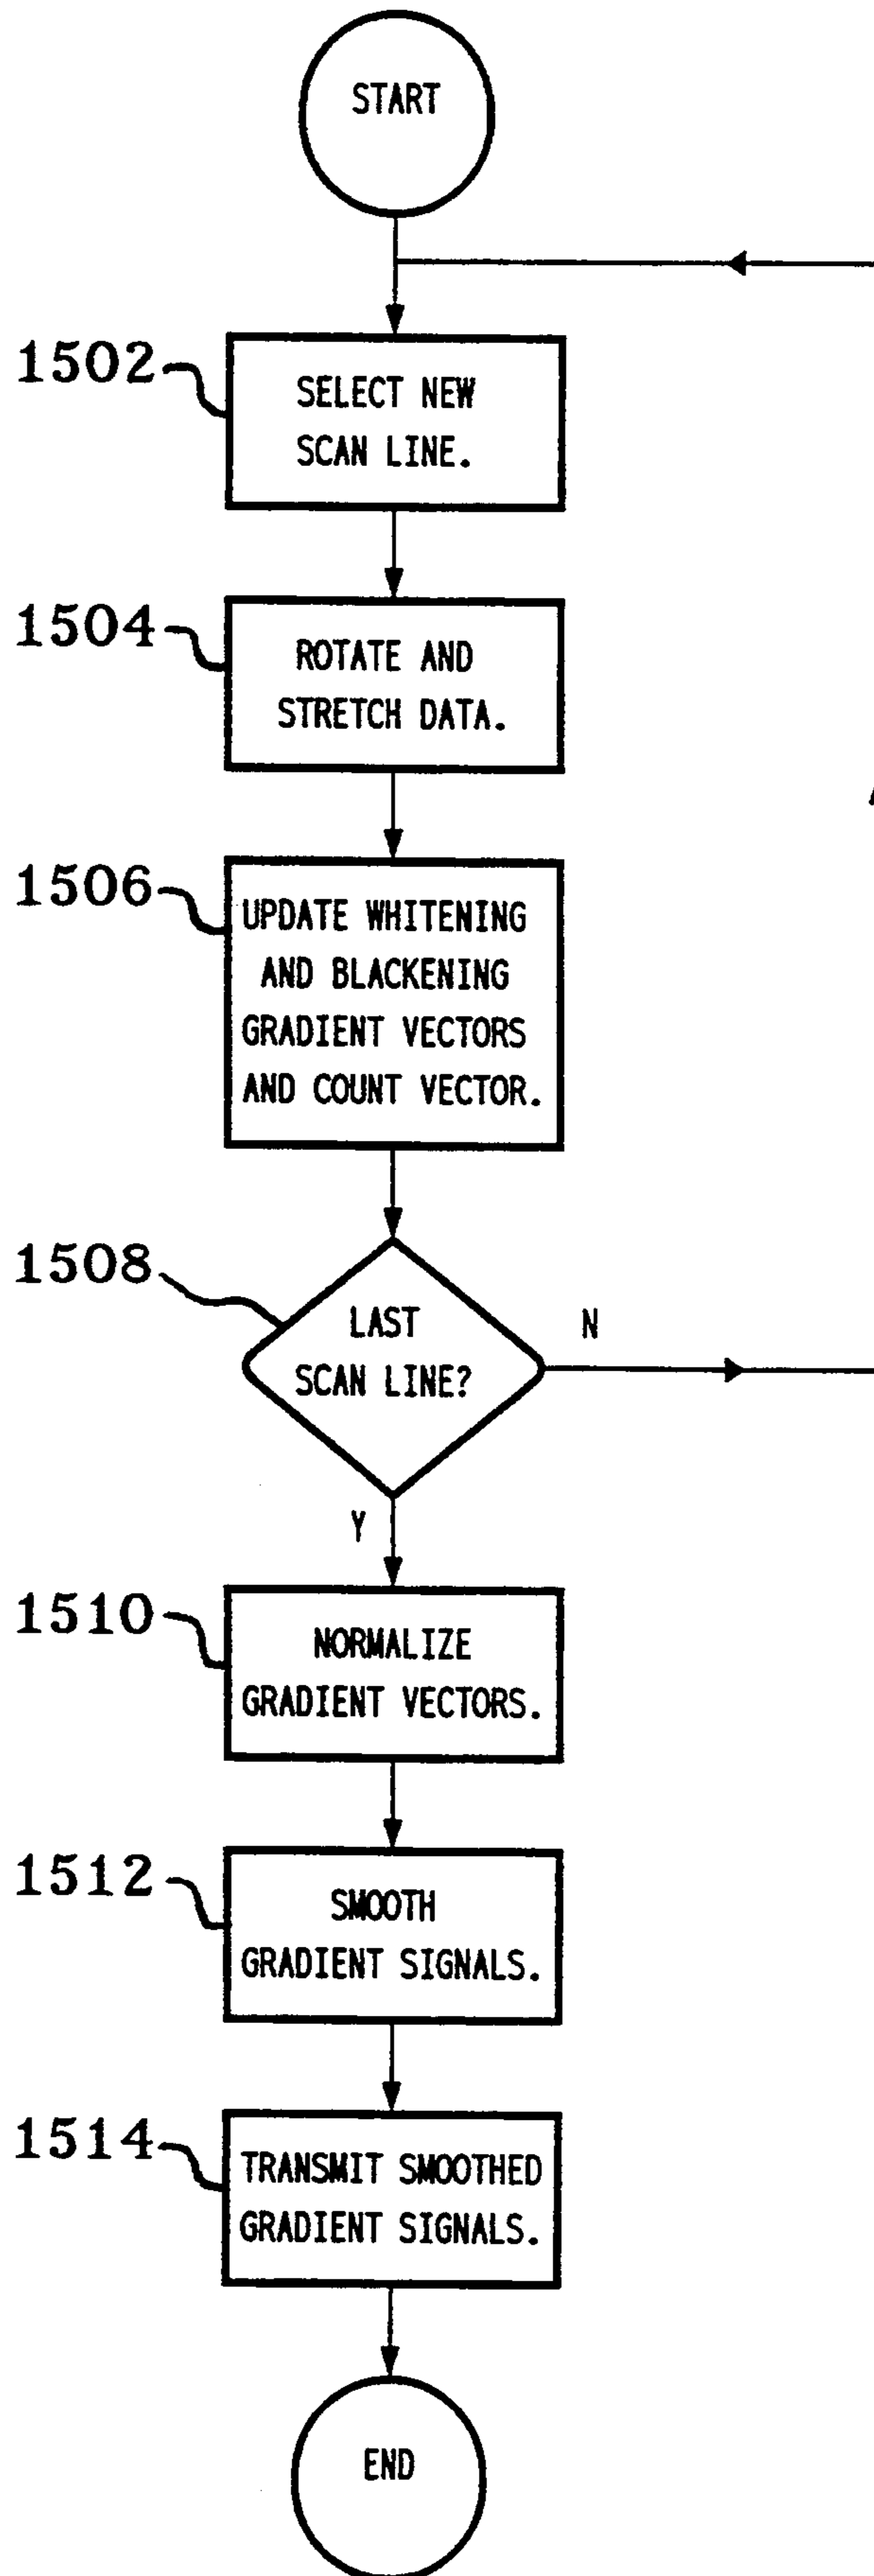 START
1502
SELECT NEW
SCAN LINE.
1504
ROTATE AND
STRETCH DATA.
1506
UPDATE WHITENING
AND BLACKENING
GRADIENT VECTORS
AND COUNT VECTOR.
1508
LAST
SCAN LINE?
N
Y
1510
NORMALIZE
GRADIENT VECTORS.
1512
SMOOTH
GRADIENT SIGNALS.
1514
TRANSMIT SMOOTHED
GRADIENT SIGNALS.
END